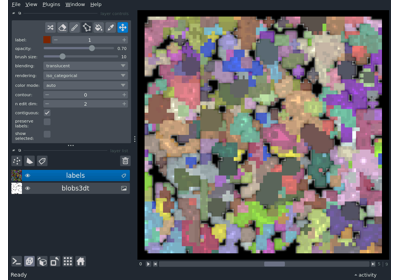 File View Plugins Window Help
label: 1
opacity: 0.70
brush size: 10
blending: translucent
rendering: iso_categorical
color mode: auto
contour: 0
n edit dim: 2
contiguous:
preserve
labels:
show
selected:
labels
blobs3dt
Ready
activity